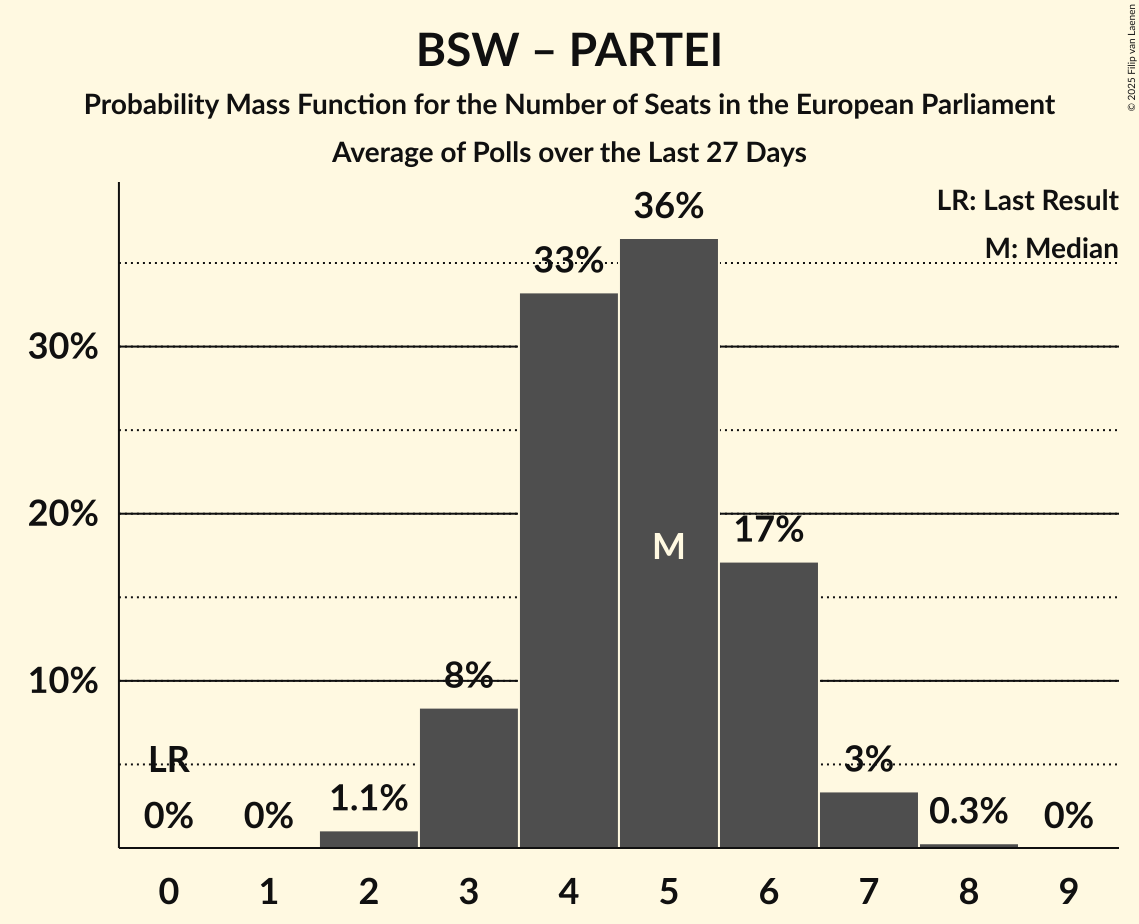 BSW – PARTEI
Probability Mass Function for the Number of Seats in the European Parliament
Average of Polls over the Last 27 Days
© 2025 Filip van Laenen
LR: Last Result
M: Median
36%
33%
30%
20%
17%
M
10%
8%
LR
3%
1.1%
0.3%
0%
0%
0%
0 1 2 3 4 5 6 7 8 9